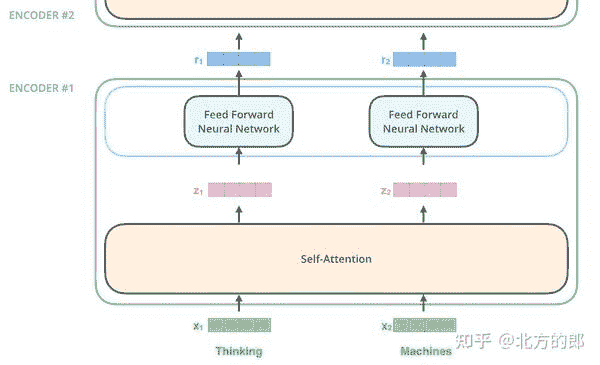 ENCODER #2
r1 r2
ENCODER #1
Feed Forward
Neural Network
Feed Forward
Neural Network
z1 z2
Self-Attention
x1 x2
Thinking Machines
知乎 @北方的郎